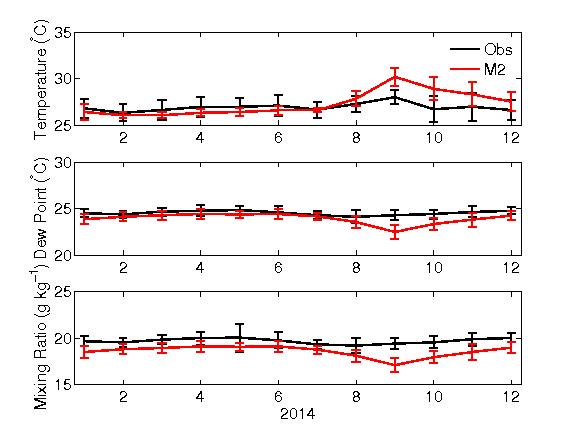 Temperature (°C)
35
30
25
Obs
M2
2 4 6 8 10 12
Dew Point (°C)
30
25
20
2 4 6 8 10 12
Mixing Ratio (g kg⁻¹)
25
20
15
2 4 6 8 10 12
2014